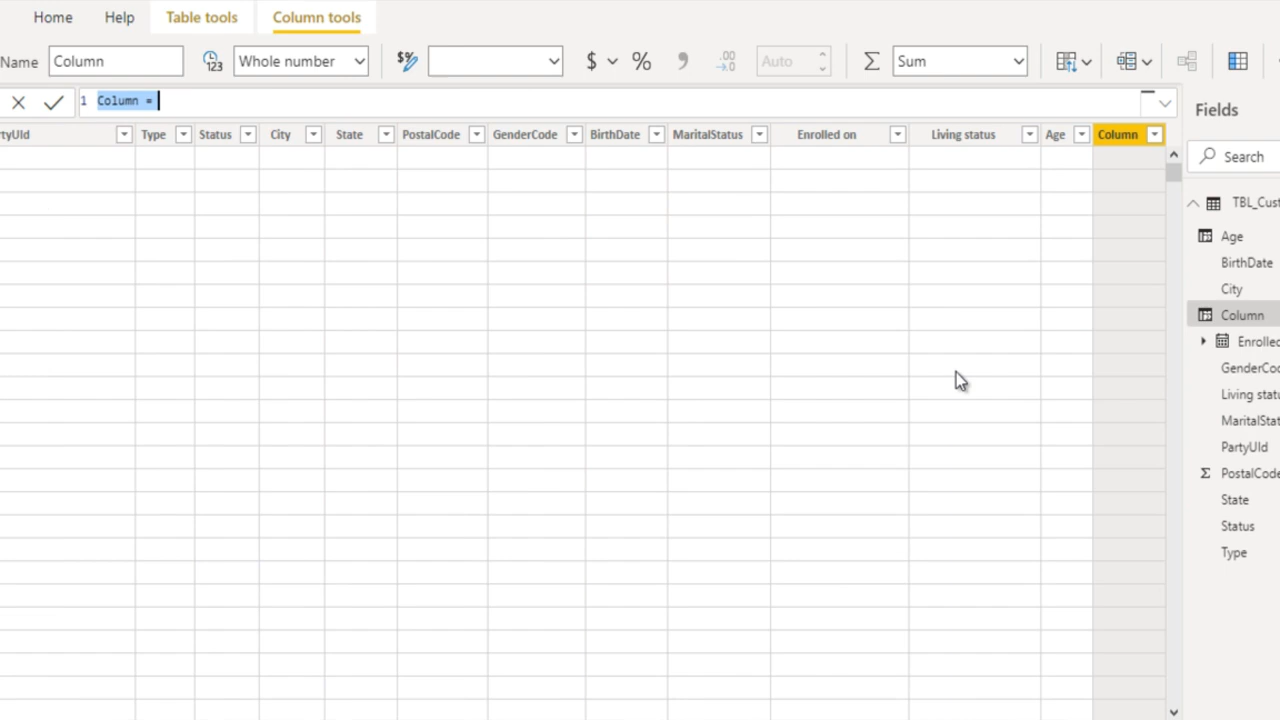 Home Help Table tools Column tools
Name Column Whole number $% $ % Auto Sum
1 Column =
tyUId Type Status City State PostalCode GenderCode BirthDate MaritalStatus Enrolled on Living status Age Column
Fields
Search
TBL_Cust
Age
BirthDate
City
Column
Enrolled
GenderCod
Living statu
MaritalStat
PartyUId
PostalCode
State
Status
Type